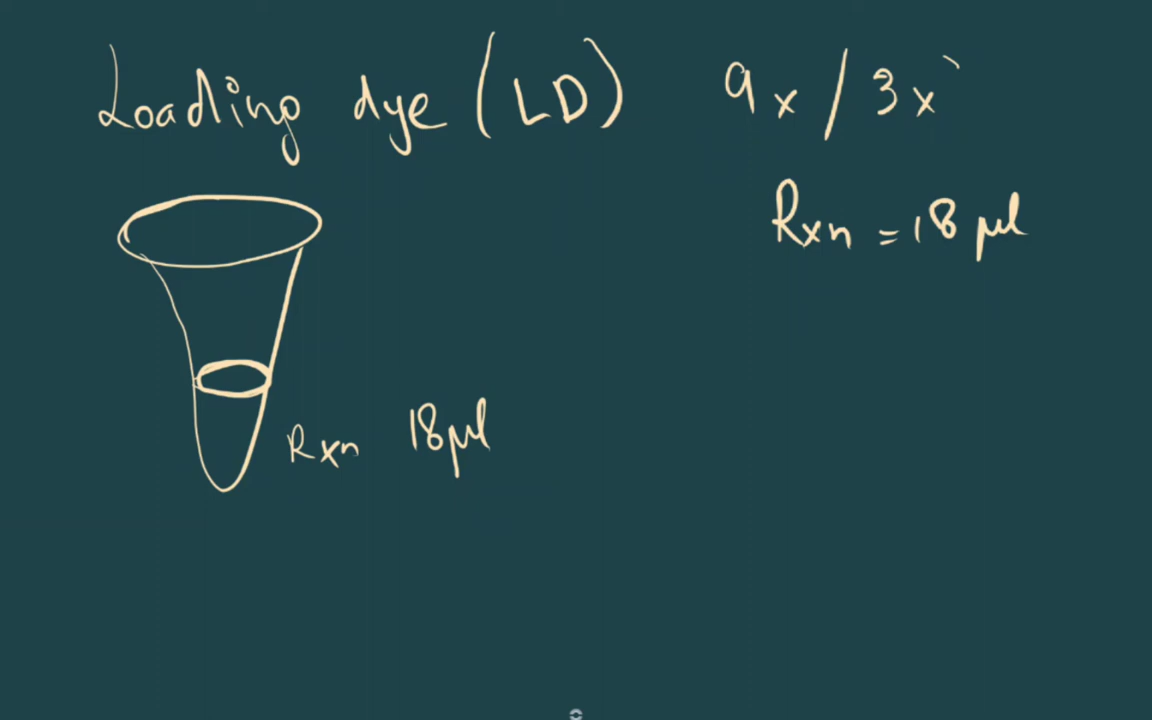 Loading dye (LD) 9x / 3x
Rxn = 18 µl
Rxn 18µl